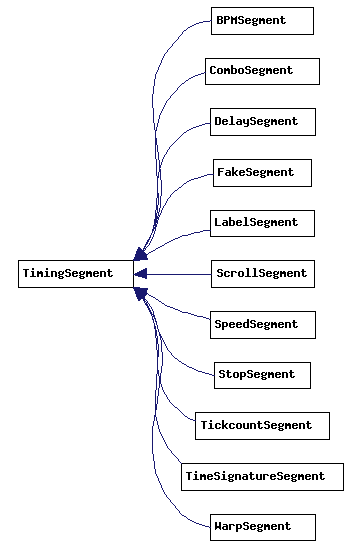 BPMSegment
ComboSegment
DelaySegment
FakeSegment
LabelSegment
TimingSegment
ScrollSegment
SpeedSegment
StopSegment
TickcountSegment
TimeSignatureSegment
WarpSegment